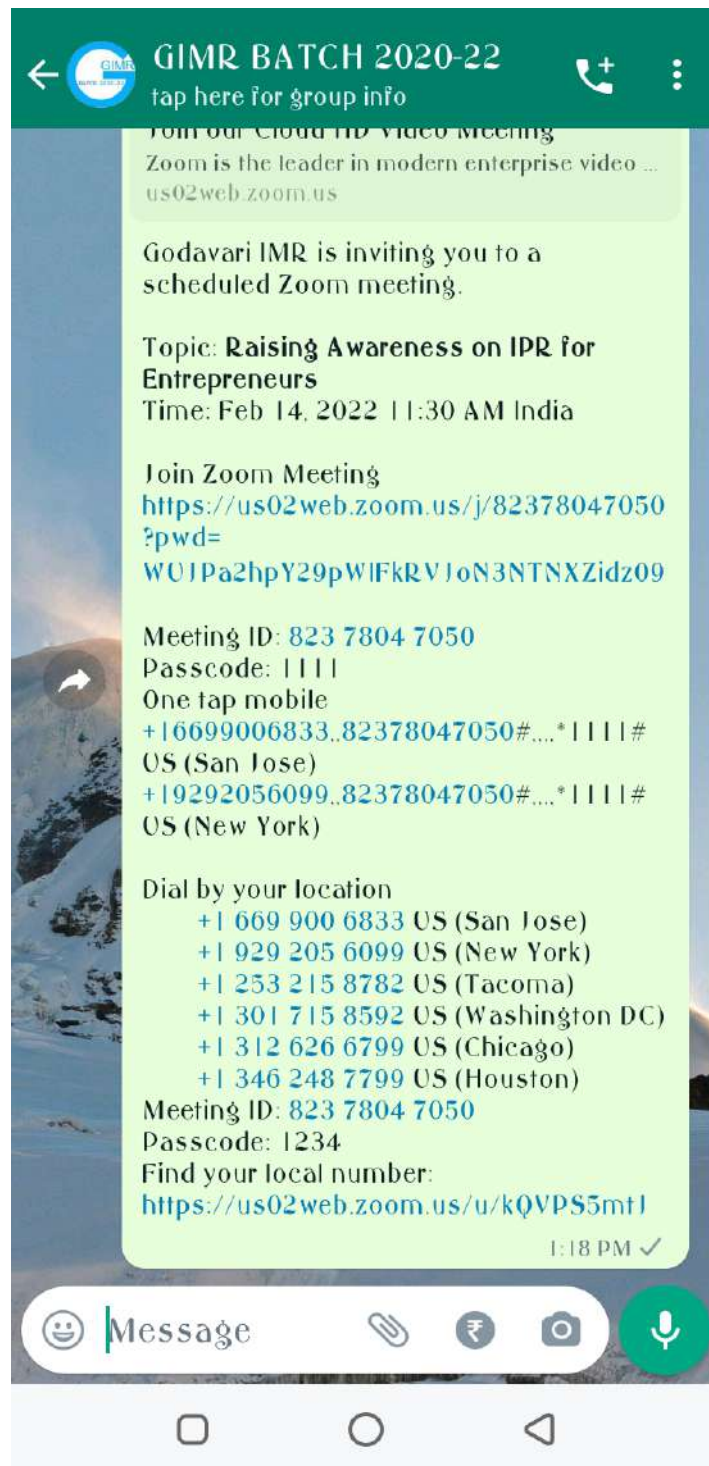 GIMR BATCH 2020-22
tap here for group info
Join our Cloud HD Video Meeting
Zoom is the leader in modern enterprise video ...
us02web.zoom.us
Godavari IMR is inviting you to a
scheduled Zoom meeting.
Topic: Raising Awareness on IPR for
Entrepreneurs
Time: Feb 14, 2022 11:30 AM India
Join Zoom Meeting
https://us02web.zoom.us/j/82378047050
?pwd=
WUJPa2hpY29pWlFkRVJoN3NTNXZidz09
Meeting ID: 823 7804 7050
Passcode: 1111
One tap mobile
+16699006833,,82378047050#,,,,*1111#
US (San Jose)
+19292056099,,82378047050#,,,,*1111#
US (New York)
Dial by your location
+1 669 900 6833 US (San Jose)
+1 929 205 6099 US (New York)
+1 253 215 8782 US (Tacoma)
+1 301 715 8592 US (Washington DC)
+1 312 626 6799 US (Chicago)
+1 346 248 7799 US (Houston)
Meeting ID: 823 7804 7050
Passcode: 1234
Find your local number:
https://us02web.zoom.us/u/kQVPS5mtJ
1:18 PM
Message